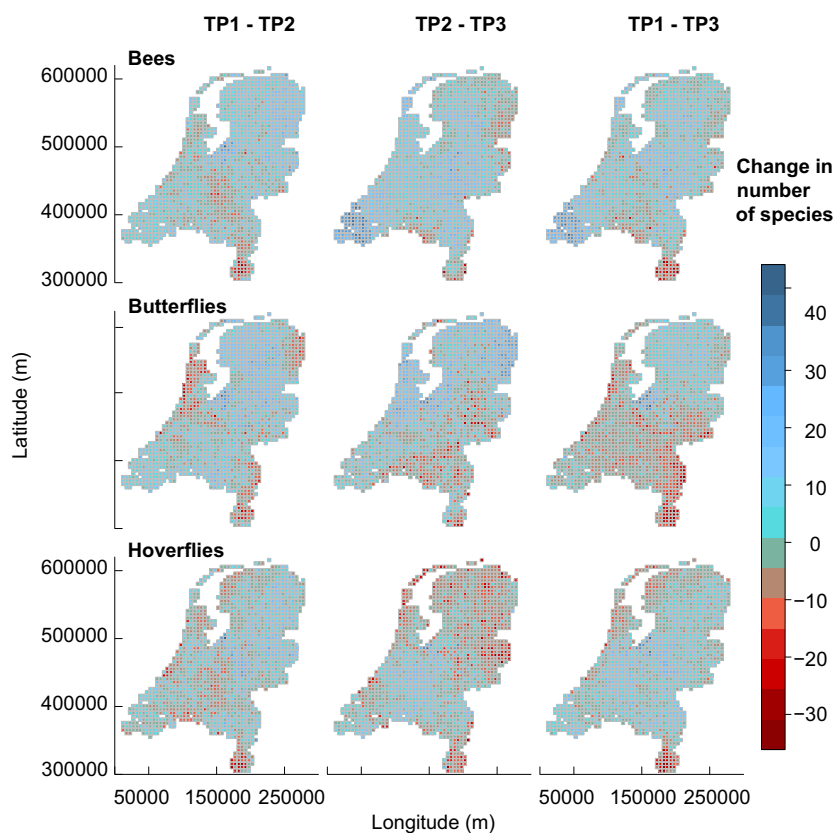 TP1 - TP2 TP2 - TP3 TP1 - TP3
Bees
600000
500000
400000
300000
Butterflies
Hoverflies
600000
500000
400000
300000
50000 150000 250000 50000 150000 250000
Longitude (m)
Latitude (m)
Change in
number
of species
40
30
20
10
0
−10
−20
−30